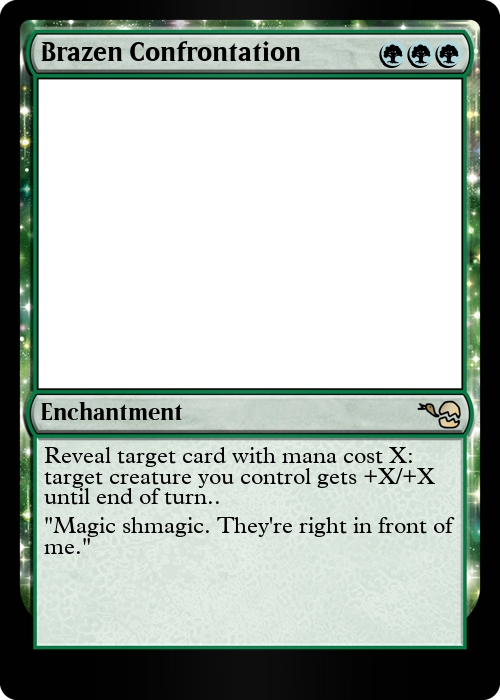 Brazen Confrontation
Enchantment
Reveal target card with mana cost X:
target creature you control gets +X/+X
until end of turn..
"Magic shmagic. They're right in front of
me."